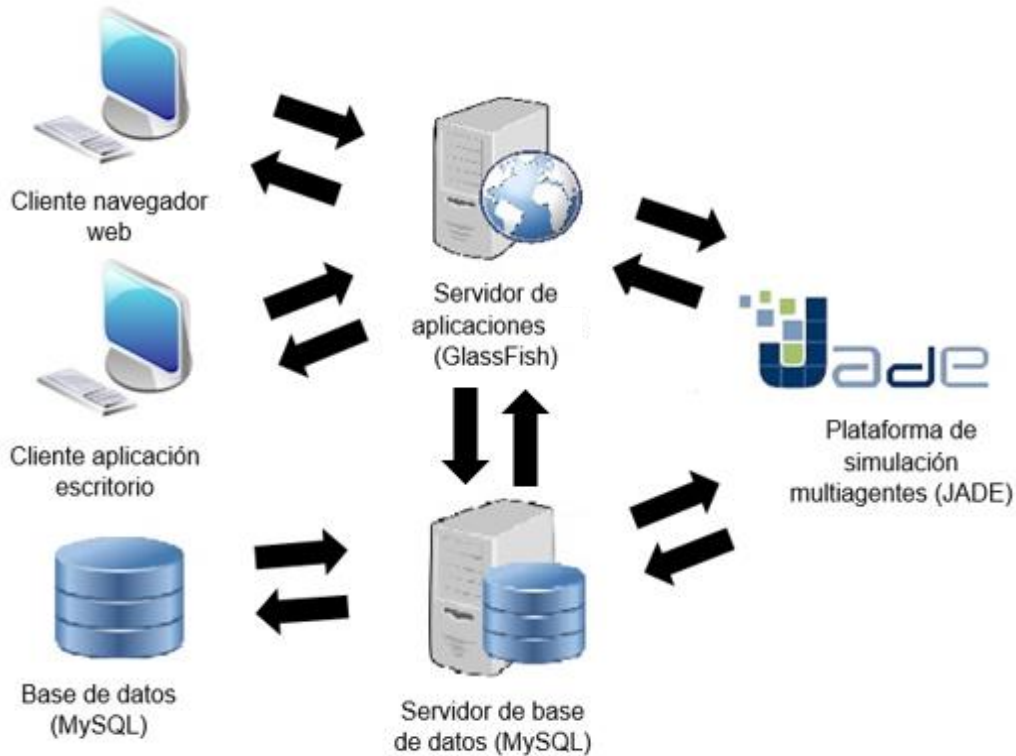 Cliente navegador
web
Servidor de
aplicaciones
(GlassFish)
Jade
Cliente aplicación
escritorio
Plataforma de
simulación
multiagentes (JADE)
Base de datos
(MySQL)
Servidor de base
de datos (MySQL)